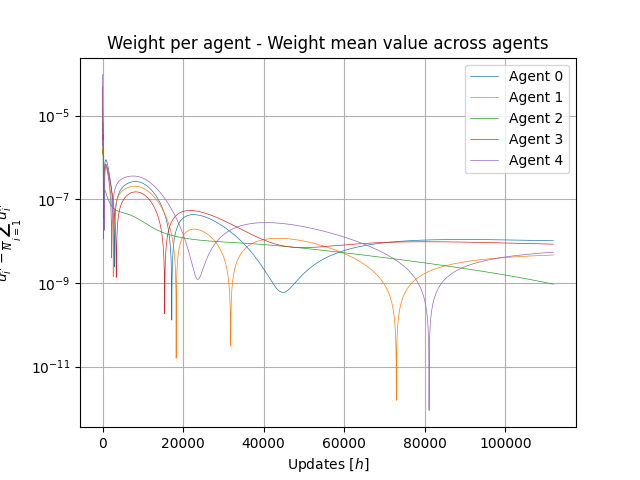 Weight per agent - Weight mean value across agents
Agent 0
Agent 1
Agent 2
Agent 3
Agent 4
10⁻⁵
10⁻⁷
10⁻⁹
10⁻¹¹
0 20000 40000 60000 80000 100000
Updates [h]